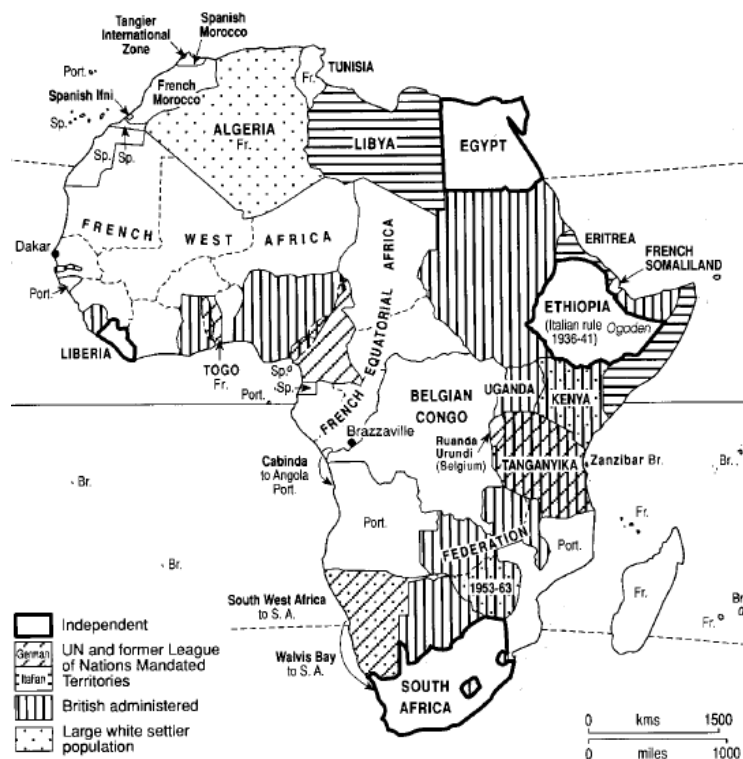 Tangier
International
Zone
Spanish
Morocco
Port.
Spanish Ifni
French
Morocco
Sp.
Sp.
Sp.
TUNISIA
Fr.
ALGERIA
Fr.
LIBYA
EGYPT
FRENCH WEST AFRICA
Dakar
Port.
LIBERIA
TOGO
Fr.
Sp.
Sp.
Port.
FRENCH EQUATORIAL AFRICA
ERITREA
FRENCH
SOMALILAND
ETHIOPIA
(Italian rule
1936-41)
Ogaden
UGANDA
KENYA
BELGIAN
CONGO
Brazzaville
Ruanda
Urundi
(Belgium)
TANGANYIKA
Zanzibar Br.
Cabinda
to Angola
Port.
Br.
Br.
Br.
Port.
FEDERATION
1953-63
Port.
Fr.
Fr.
Fr.
South West Africa
to S. A.
Walvis Bay
to S. A.
SOUTH
AFRICA
Independent
German
Italian
UN and former League
of Nations Mandated
Territories
British administered
Large white settler
population
0 kms 1500
0 miles 1000